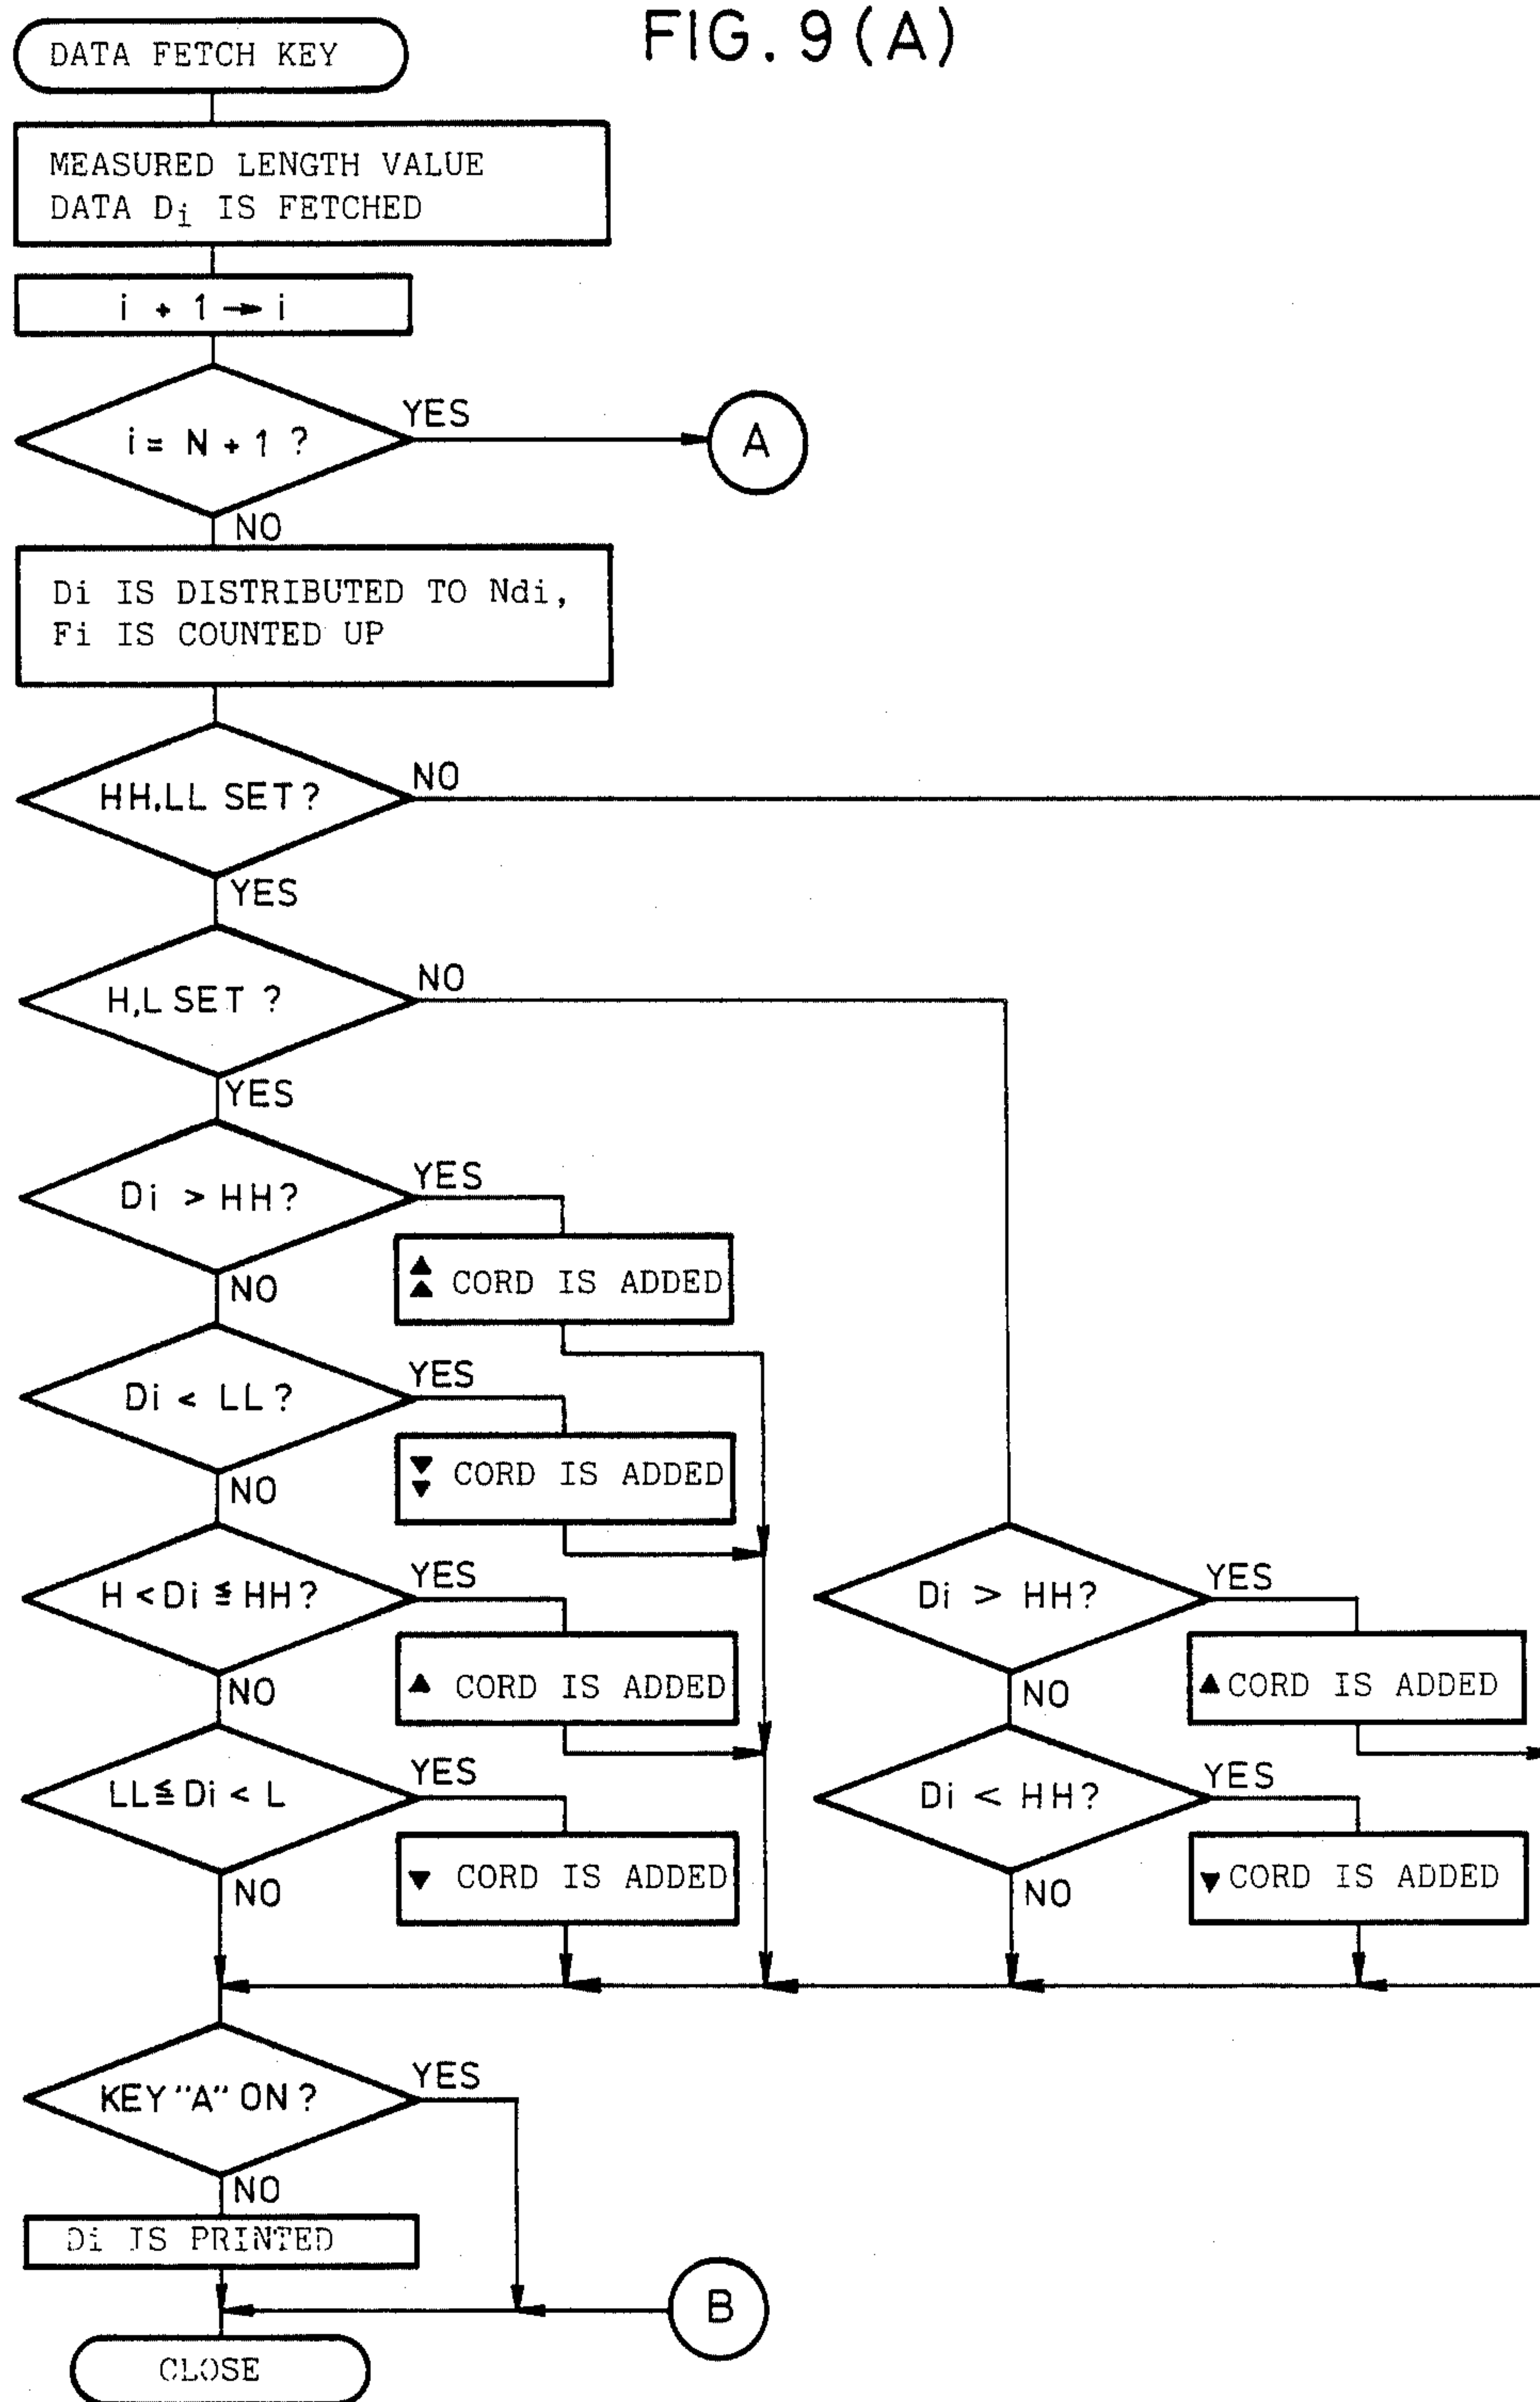 FIG. 9 (A)
DATA FETCH KEY
MEASURED LENGTH VALUE
DATA Di IS FETCHED
i + 1 → i
i = N + 1 ?
YES
A
NO
Di IS DISTRIBUTED TO Ndi,
Fi IS COUNTED UP
HH,LL SET?
NO
YES
H,L SET ?
NO
YES
Di > HH?
YES
▲▲ CORD IS ADDED
NO
Di < LL?
YES
▼▼ CORD IS ADDED
NO
H < Di ≦ HH?
YES
▲ CORD IS ADDED
NO
LL ≦ Di < L
YES
▼ CORD IS ADDED
NO
Di > HH?
YES
▲ CORD IS ADDED
NO
Di < HH?
YES
▼ CORD IS ADDED
NO
KEY "A" ON ?
YES
NO
Di IS PRINTED
B
CLOSE